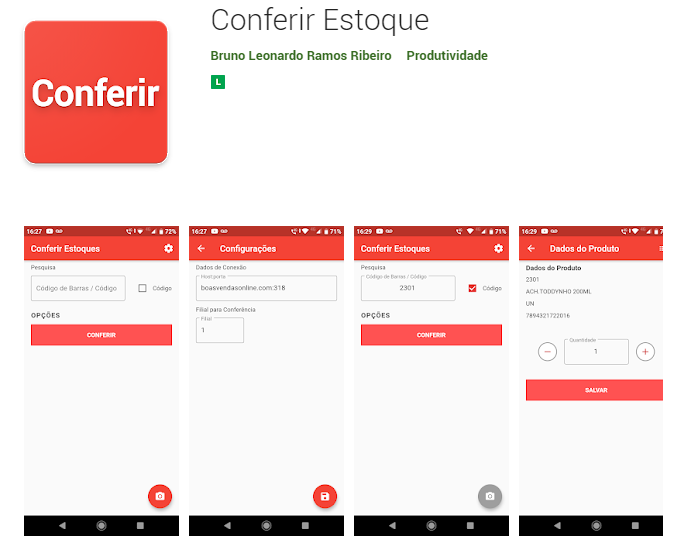 Conferir
Conferir Estoque
Bruno Leonardo Ramos Ribeiro Produtividade
L
16:27 72%
Conferir Estoques
Pesquisa
Código de Barras / Código
Código
OPÇÕES
CONFERIR
16:27 71%
Configurações
Dados de Conexão
Host:porta
boasvendasonline.com:318
Filial para Conferência
Filial
1
16:29 71%
Conferir Estoques
Pesquisa
Código de Barras / Código
2301
Código
OPÇÕES
CONFERIR
16:29 7
Dados do Produto
Dados do Produto
2301
ACH.TODDYNHO 200ML
UN
7894321722016
Quantidade
1
SALVAR